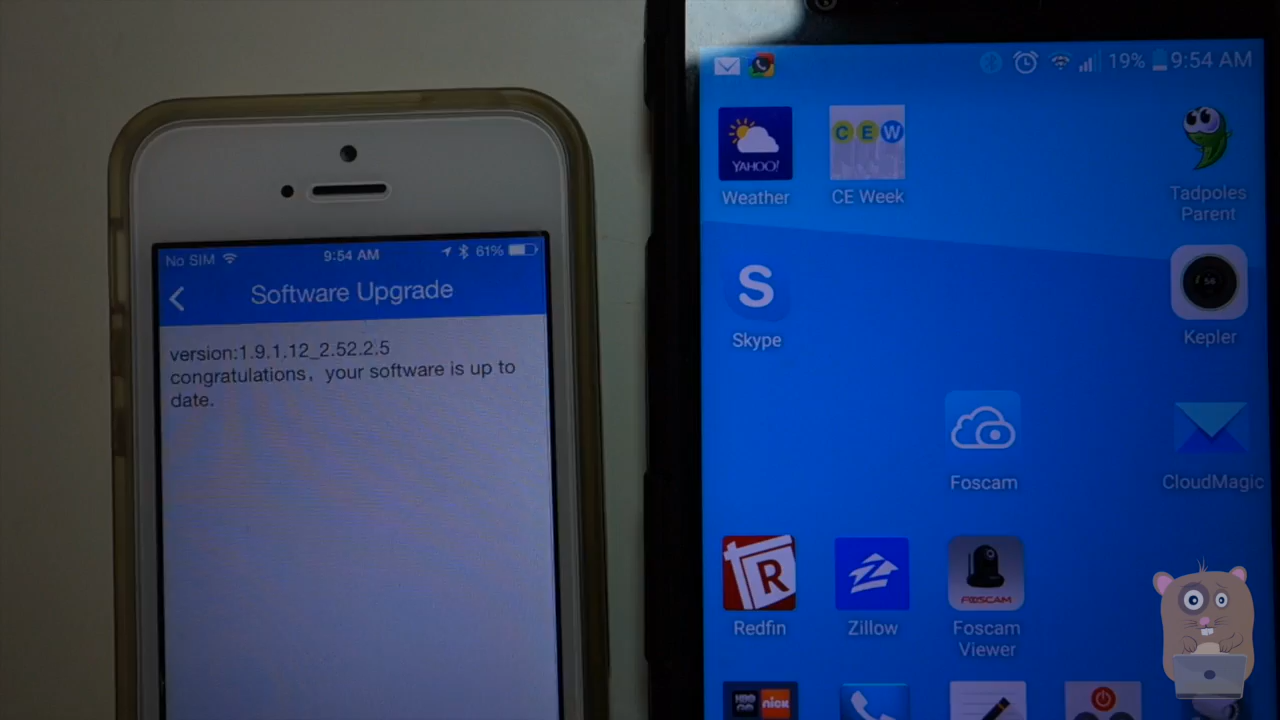 No SIM 9:54 AM 61%
Software Upgrade
version:1.9.1.12_2.52.2.5
congratulations, your software is up to
date.
19% 9:54 AM
YAHOO!
C E W
Weather
CE Week
Tadpoles
Parent
S
Skype
Kepler
Foscam
CloudMagic
R
Z
FOSCAM
Redfin
Zillow
Foscam
Viewer
HBO
GO
nick